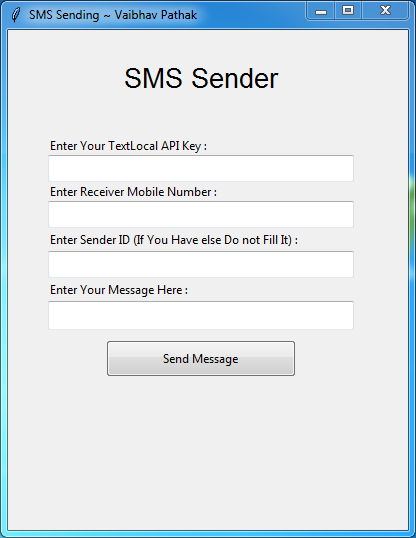 SMS Sending ~ Vaibhav Pathak
SMS Sender
Enter Your TextLocal API Key :
Enter Receiver Mobile Number :
Enter Sender ID (If You Have else Do not Fill It) :
Enter Your Message Here :
Send Message